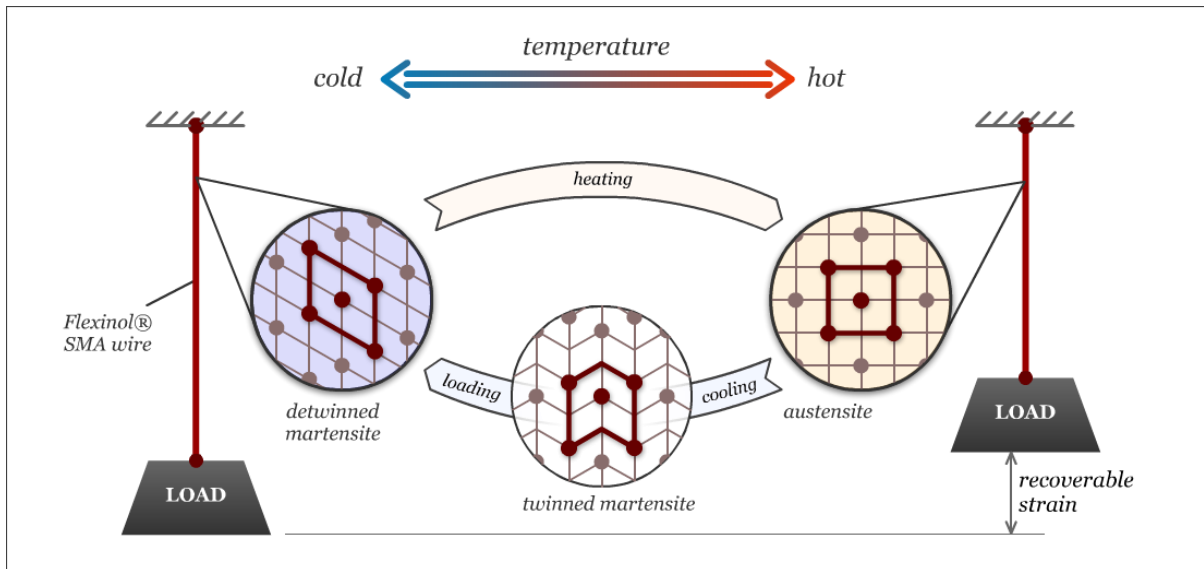 temperature
cold
hot
heating
Flexinol®
SMA wire
loading
cooling
detwinned
martensite
austensite
LOAD
twinned martensite
recoverable
strain
LOAD